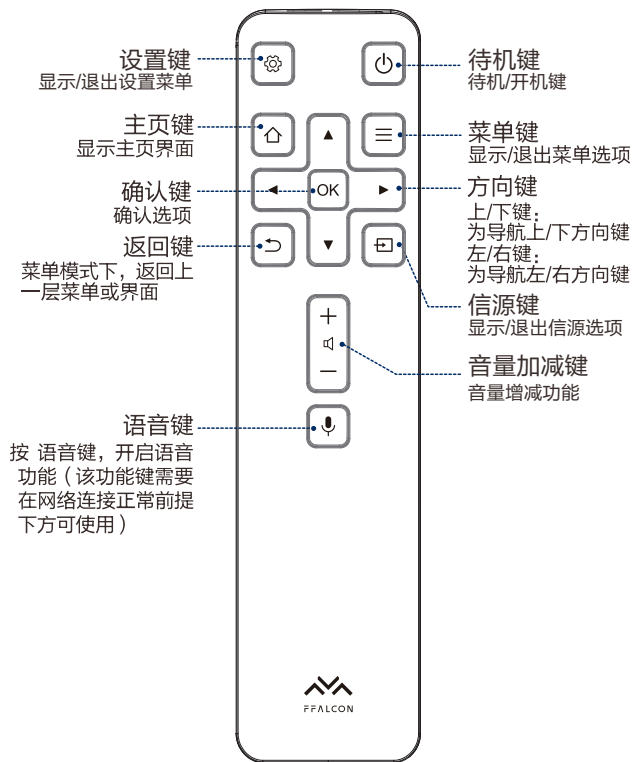 设置键
显示/退出设置菜单
主页键
显示主页界面
确认键
确认选项
返回键
菜单模式下，返回上
一层菜单或界面
语音键
按 语音键，开启语音
功能（该功能键需要
在网络连接正常前提
下方可使用）
OK
FFALCON
待机键
待机/开机键
菜单键
显示/退出菜单选项
方向键
上/下键：
为导航上/下方向键
左/右键：
为导航左/右方向键
信源键
显示/退出信源选项
音量加减键
音量增减功能